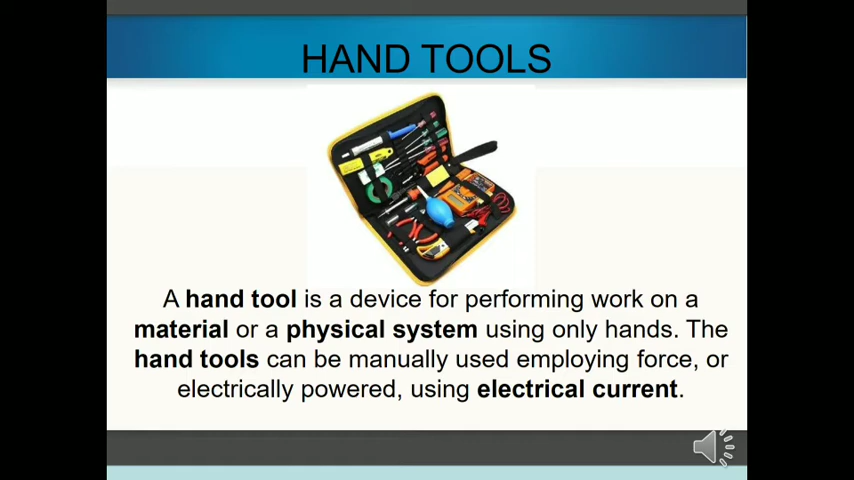 HAND TOOLS
A hand tool is a device for performing work on a
material or a physical system using only hands. The
hand tools can be manually used employing force, or
electrically powered, using electrical current.